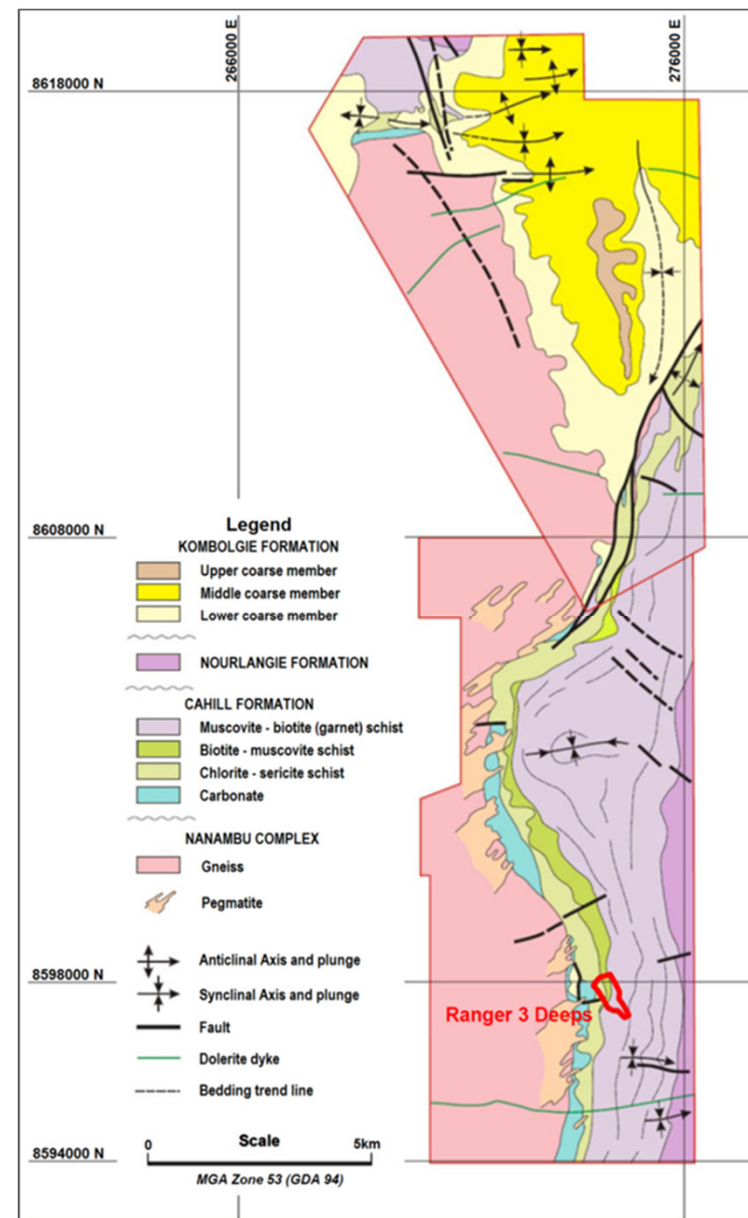 266000 E
276000 E
8618000 N
8608000 N
Legend
KOMBOLGIE FORMATION
Upper coarse member
Middle coarse member
Lower coarse member
NOURLANGIE FORMATION
CAHILL FORMATION
Muscovite - biotite (garnet) schist
Biotite - muscovite schist
Chlorite - sericite schist
Carbonate
NANAMBU COMPLEX
Gneiss
Pegmatite
Anticlinal Axis and plunge
Synclinal Axis and plunge
Fault
Dolerite dyke
Bedding trend line
8598000 N
Ranger 3 Deeps
Scale
0 5km
8594000 N
MGA Zone 53 (GDA 94)